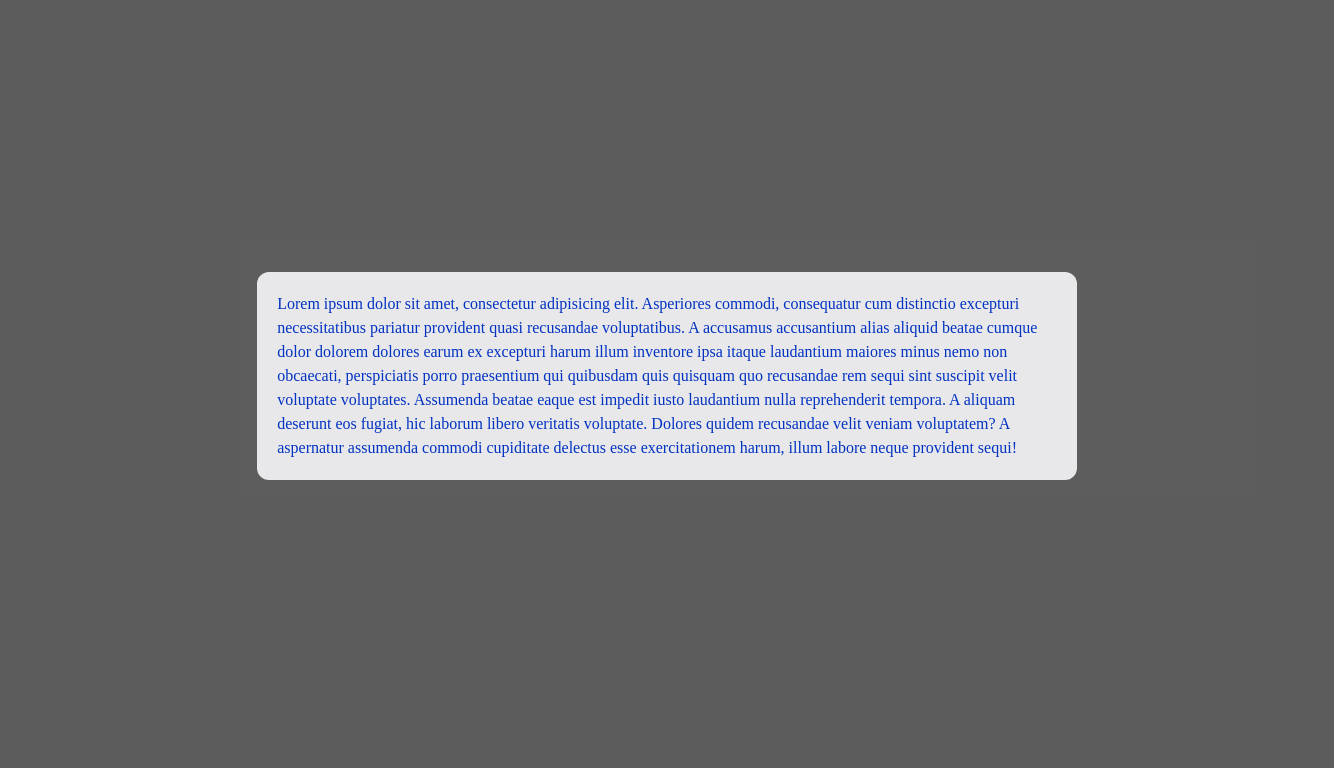 Lorem ipsum dolor sit amet, consectetur adipisicing elit. Asperiores commodi, consequatur cum distinctio excepturi
necessitatibus pariatur provident quasi recusandae voluptatibus. A accusamus accusantium alias aliquid beatae cumque
dolor dolorem dolores earum ex excepturi harum illum inventore ipsa itaque laudantium maiores minus nemo non
obcaecati, perspiciatis porro praesentium qui quibusdam quis quisquam quo recusandae rem sequi sint suscipit velit
voluptate voluptates. Assumenda beatae eaque est impedit iusto laudantium nulla reprehenderit tempora. A aliquam
deserunt eos fugiat, hic laborum libero veritatis voluptate. Dolores quidem recusandae velit veniam voluptatem? A
aspernatur assumenda commodi cupiditate delectus esse exercitationem harum, illum labore neque provident sequi!